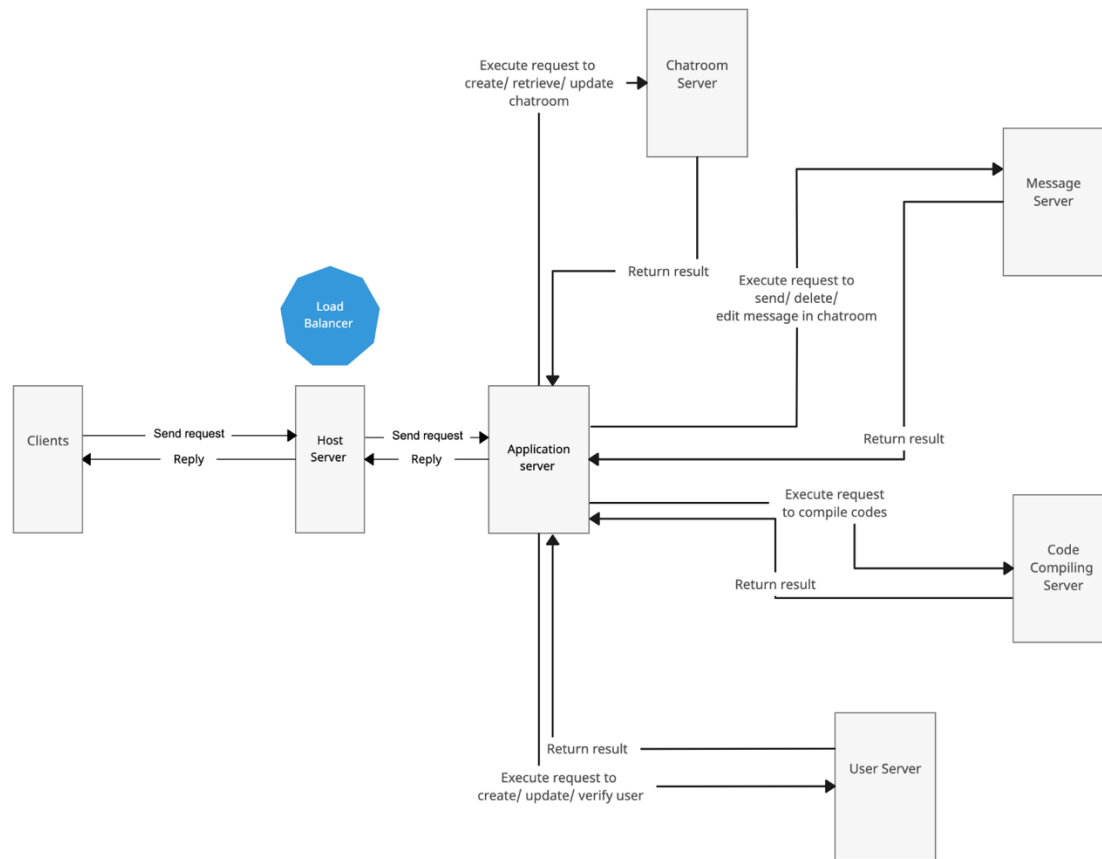 Execute request to
create/ retrieve/ update
chatroom
Chatroom
Server
Message
Server
Return result
Execute request to
send/ delete/
edit message in chatroom
Load
Balancer
Clients
Send request
Reply
Host
Server
Send request
Reply
Application
server
Return result
Execute request
to compile codes
Return result
Code
Compiling
Server
Return result
Execute request to
create/ update/ verify user
User Server